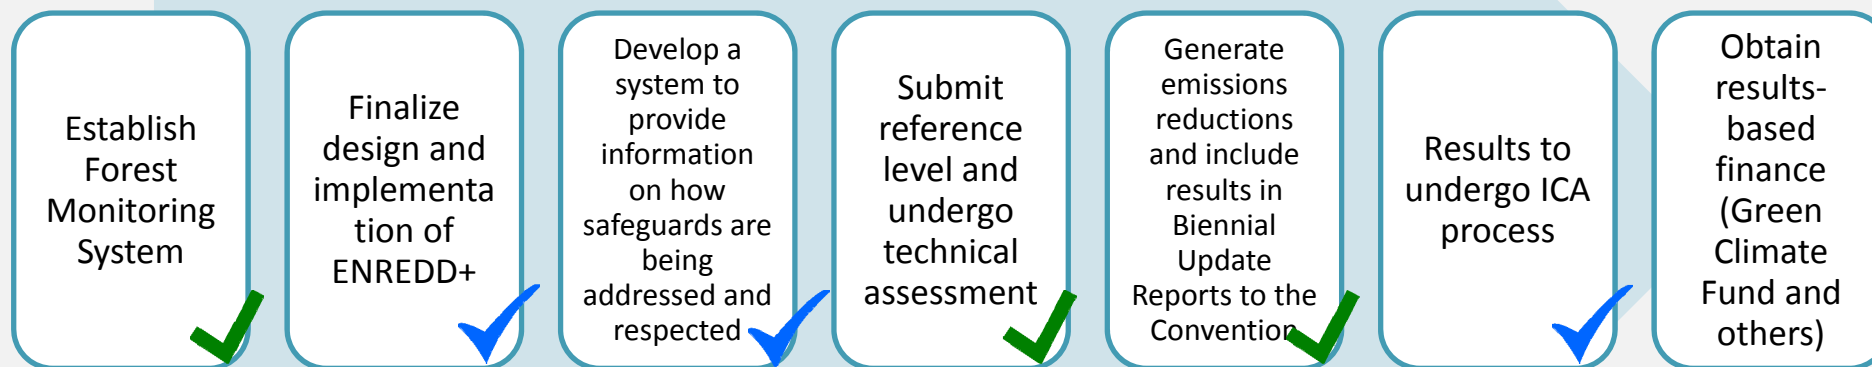 Establish
Forest
Monitoring
System
Finalize
design and
implementa
tion of
ENREDD+
Develop a
system to
provide
information
on how
safeguards are
being
addressed and
respected
Submit
reference
level and
undergo
technical
assessment
Generate
emissions
reductions
and include
results in
Biennial
Update
Reports to the
Convention
Results to
undergo ICA
process
Obtain
results-
based
finance
(Green
Climate
Fund and
others)